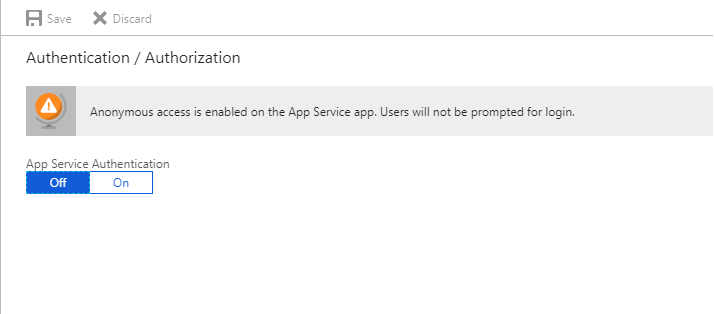 Save Discard
Authentication / Authorization
Anonymous access is enabled on the App Service app. Users will not be prompted for login.
App Service Authentication
Off On